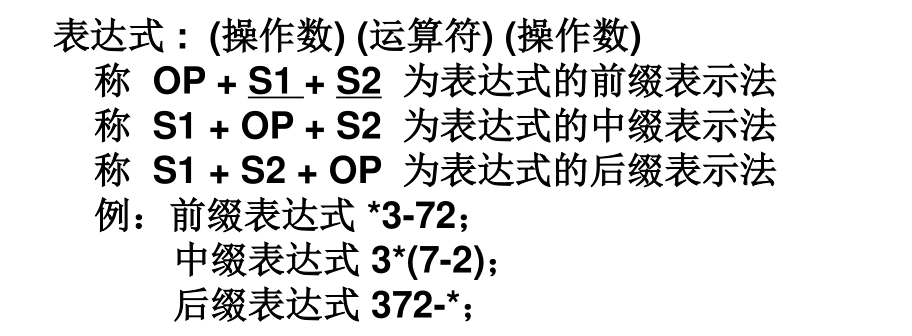 表达式：(操作数) (运算符) (操作数)
称 OP + S1 + S2 为表达式的前缀表示法
称 S1 + OP + S2 为表达式的中缀表示法
称 S1 + S2 + OP 为表达式的后缀表示法
例：前缀表达式 *3-72；
中缀表达式 3*(7-2)；
后缀表达式 372-*；